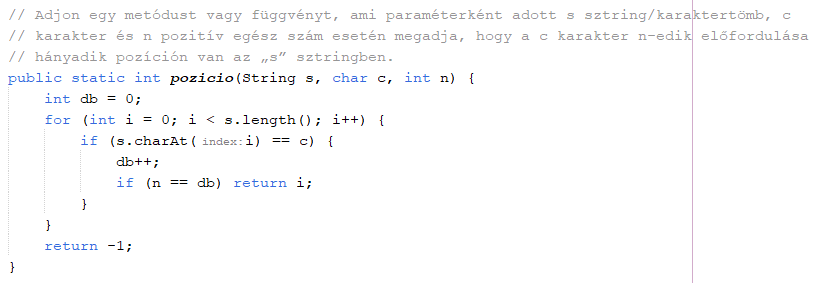 // Adjon egy metódust vagy függvényt, ami paraméterként adott s sztring/karaktertömb, c
// karakter és n pozitív egész szám esetén megadja, hogy a c karakter n-edik előfordulása
// hányadik pozíción van az „s” sztringben.
public static int pozicio(String s, char c, int n) {
    int db = 0;
    for (int i = 0; i < s.length(); i++) {
        if (s.charAt( index: i) == c) {
            db++;
            if (n == db) return i;
        }
    }
    return -1;
}